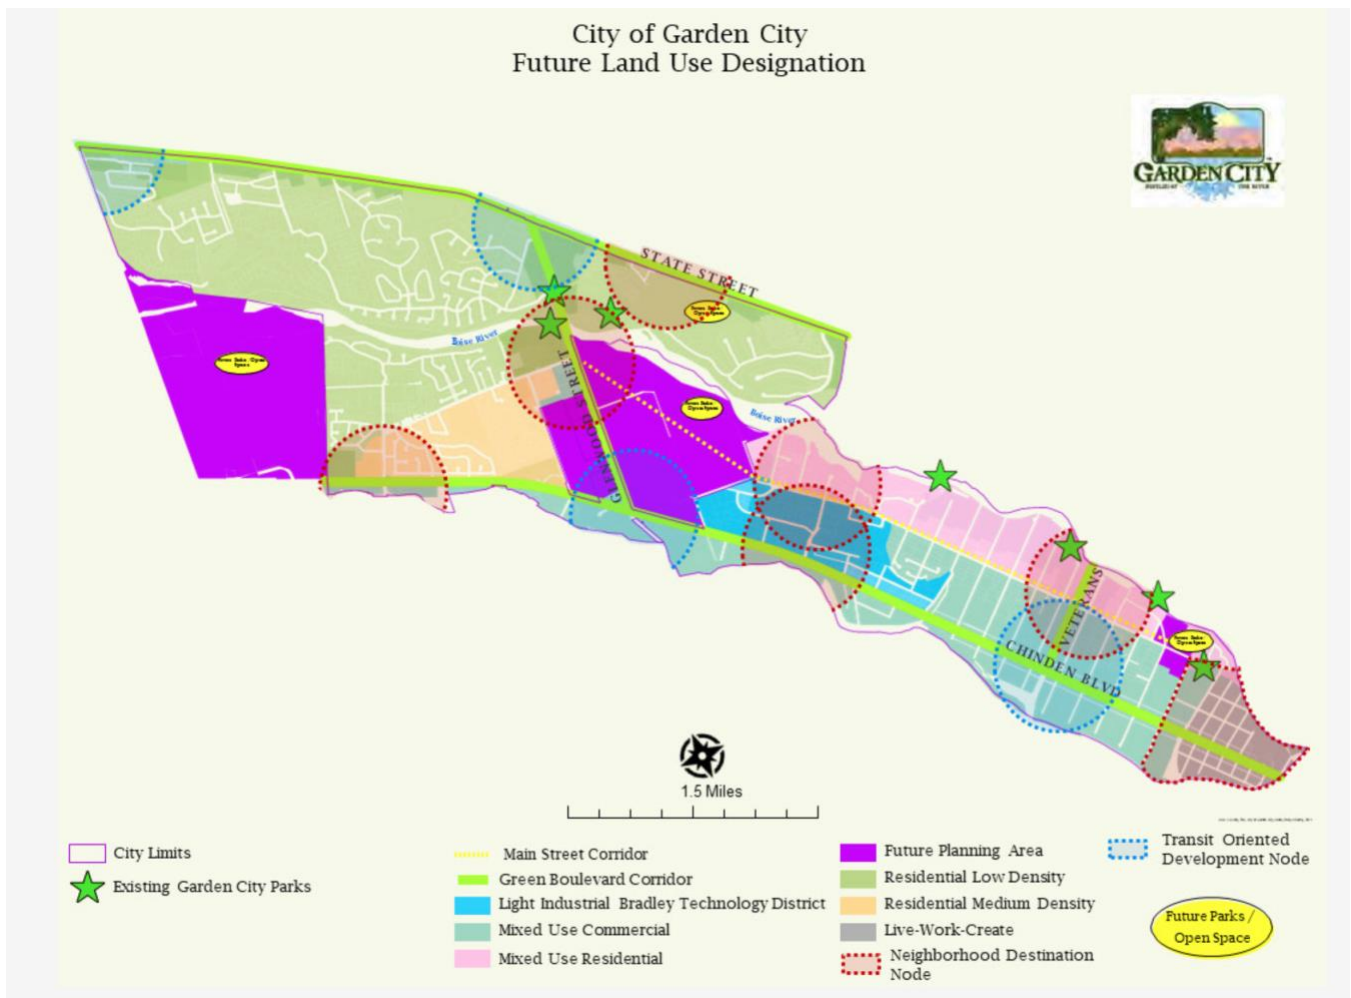 City of Garden City
Future Land Use Designation
GARDEN CITY
STATE STREET
Boise River
GLENWOOD STREET
Boise River
VETERANS
CHINDEN BLVD
1.5 Miles
City Limits
Existing Garden City Parks
Main Street Corridor
Green Boulevard Corridor
Light Industrial Bradley Technology District
Mixed Use Commercial
Mixed Use Residential
Future Planning Area
Residential Low Density
Residential Medium Density
Live-Work-Create
Neighborhood Destination
Node
Transit Oriented
Development Node
Future Parks /
Open Space